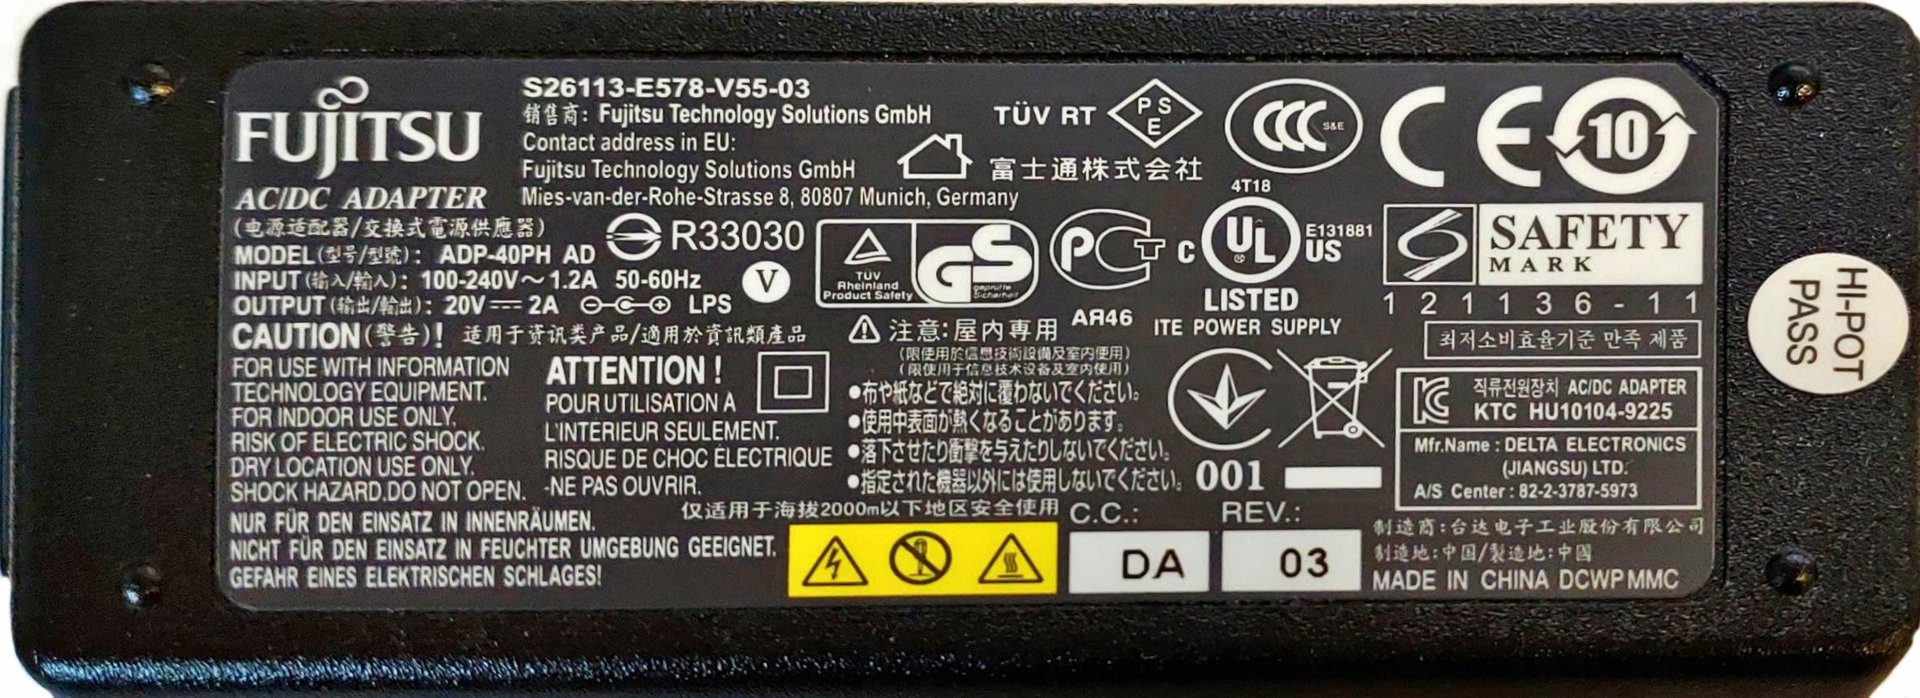 FUJITSU
AC/DC ADAPTER
(电源适配器/交换式電源供應器)
MODEL(型号/型號): ADP-40PH AD
INPUT(输入/輸入): 100-240V~1.2A 50-60Hz
OUTPUT(输出/輸出): 20V 2A LPS
CAUTION(警告)! 适用于资讯类产品/適用於資訊類產品
FOR USE WITH INFORMATION
TECHNOLOGY EQUIPMENT.
FOR INDOOR USE ONLY.
RISK OF ELECTRIC SHOCK.
DRY LOCATION USE ONLY.
SHOCK HAZARD.DO NOT OPEN.
NUR FÜR DEN EINSATZ IN INNENRÄUMEN.
NICHT FÜR DEN EINSATZ IN FEUCHTER UMGEBUNG GEEIGNET.
GEFAHR EINES ELEKTRISCHEN SCHLAGES!
S26113-E578-V55-03
销售商: Fujitsu Technology Solutions GmbH
Contact address in EU:
Fujitsu Technology Solutions GmbH
Mies-van-der-Rohe-Strasse 8, 80807 Munich, Germany
R33030
V
ATTENTION !
POUR UTILISATION A
L'INTÉRIEUR SEULEMENT.
RISQUE DE CHOC ÉLECTRIQUE
-NE PAS OUVRIR.
TÜV RT
PSE
富士通株式会社
TÜV
Rheinland
Product Safety
GS
geprüfte
Sicherheit
PCT
AЯ46
注意:屋内専用
(限使用於信息技術設備及室内使用)
(限使用于信息技术设备及室内使用)
●布や紙などで絶対に覆わないでください。
●使用中表面が熱くなることがあります。
●落下させたり衝撃を与えたりしないでください。
●指定された機器以外には使用しないでください。
仅适用于海拔2000m以下地区安全使用
CCC S&E
CE
10
4T18
c UL US
®
E131881
LISTED
ITE POWER SUPPLY
001
C.C.:
DA
REV.:
03
SAFETY
MARK
121136-11
최저소비효율기준 만족 제품
KC
직류전원장치 AC/DC ADAPTER
KTC HU10104-9225
Mfr.Name : DELTA ELECTRONICS
(JIANGSU) LTD.
A/S Center : 82-2-3787-5973
制造商:台达电子工业股份有限公司
制造地:中国/製造地:中國
MADE IN CHINA DCWP MMC
HI-POT
PASS